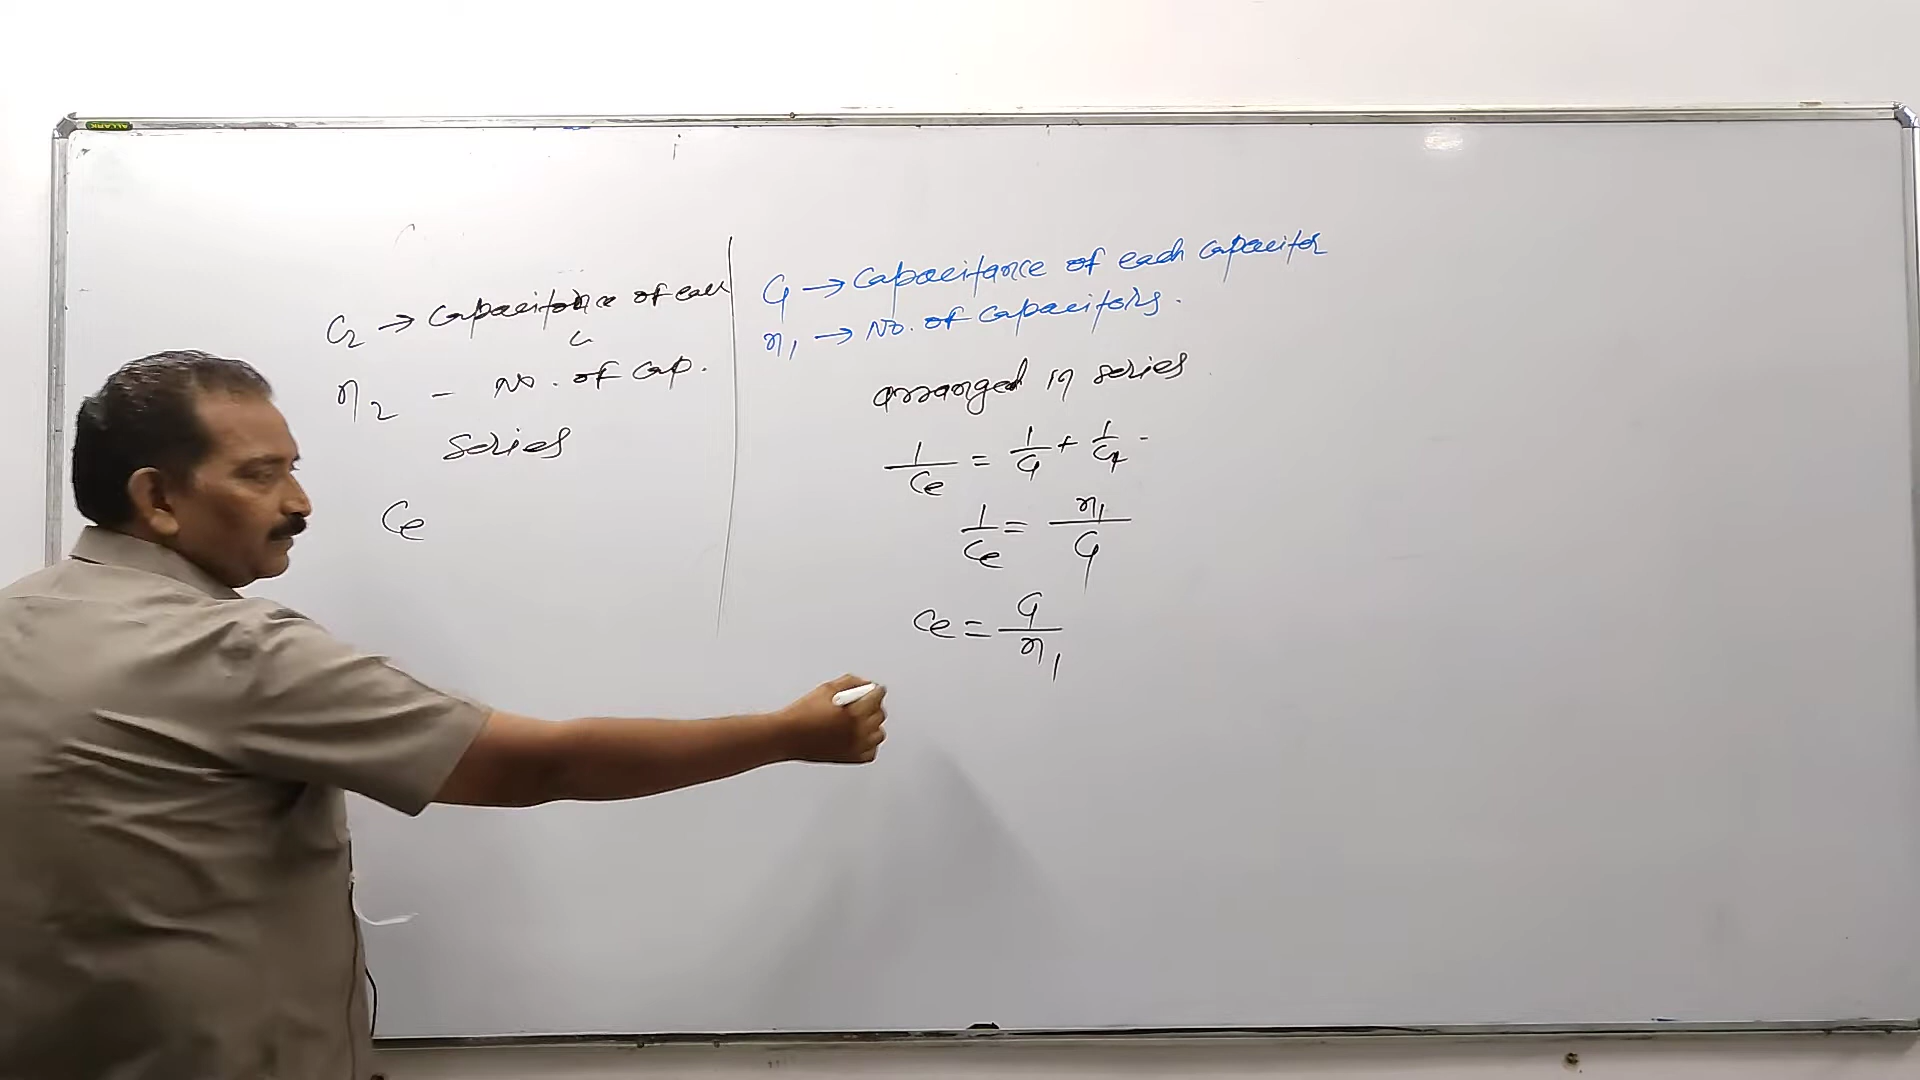 C₂ → Capacitance of each
C
n₂ - No. of Cap.
series
Ce
C₁ → Capacitance of each capacitor
n₁ → No. of capacitors.
arranged in series
1/Ce = 1/C₁ + 1/C₁ -
1/Ce = n₁/C₁
Ce = C₁/n₁